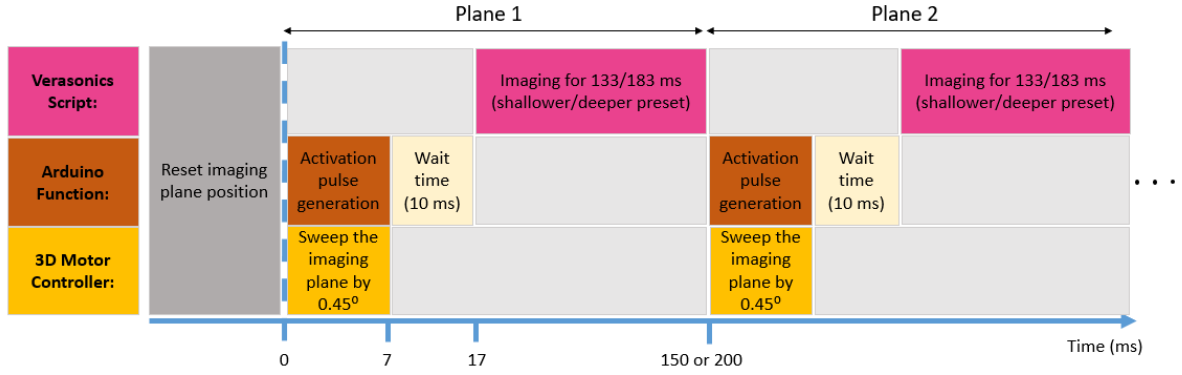 Plane 1
Plane 2
Verasonics
Script:
Imaging for 133/183 ms
(shallower/deeper preset)
Imaging for 133/183 ms
(shallower/deeper preset)
Arduino
Function:
Reset imaging
plane position
Activation
pulse
generation
Wait
time
(10 ms)
Activation
pulse
generation
Wait
time
(10 ms)
. . .
3D Motor
Controller:
Sweep the
imaging
plane by
0.45⁰
Sweep the
imaging
plane by
0.45⁰
0
7
17
150 or 200
Time (ms)